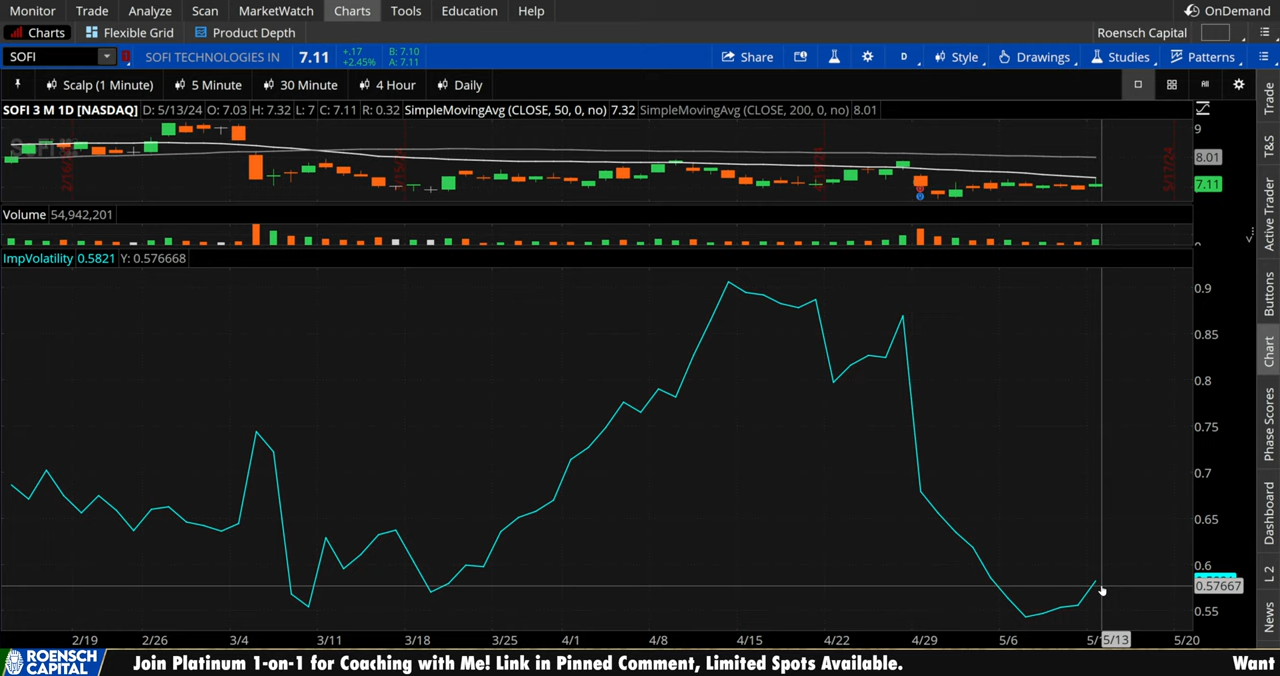 Monitor Trade Analyze Scan MarketWatch Charts Tools Education Help OnDemand
Charts Flexible Grid Product Depth Roensch Capital
SOFI SOFI TECHNOLOGIES IN 7.11 +.17 +2.45% B: 7.10 A: 7.11 Share D Style Drawings Studies Patterns
Scalp (1 Minute) 5 Minute 30 Minute 4 Hour Daily All
SOFI 3 M 1D [NASDAQ] D: 5/13/24 O: 7.03 H: 7.32 L: 7 C: 7.11 R: 0.32 SimpleMovingAvg (CLOSE, 50, 0, no) 7.32 SimpleMovingAvg (CLOSE, 200, 0, no) 8.01
9
8.01
7.11
5/17/24
Volume 54,942,201
ImpVolatility 0.5821 Y: 0.576668
0.9
0.85
0.8
0.75
0.7
0.65
0.6
0.57667
0.55
2/19 2/26 3/4 3/11 3/18 3/25 4/1 4/8 4/15 4/22 4/29 5/6 5/13 5/20
Trade
T&S
Active Trader
Buttons
Chart
Phase Scores
Dashboard
L 2
News
ROENSCH
CAPITAL
Join Platinum 1-on-1 for Coaching with Me! Link in Pinned Comment, Limited Spots Available. Want